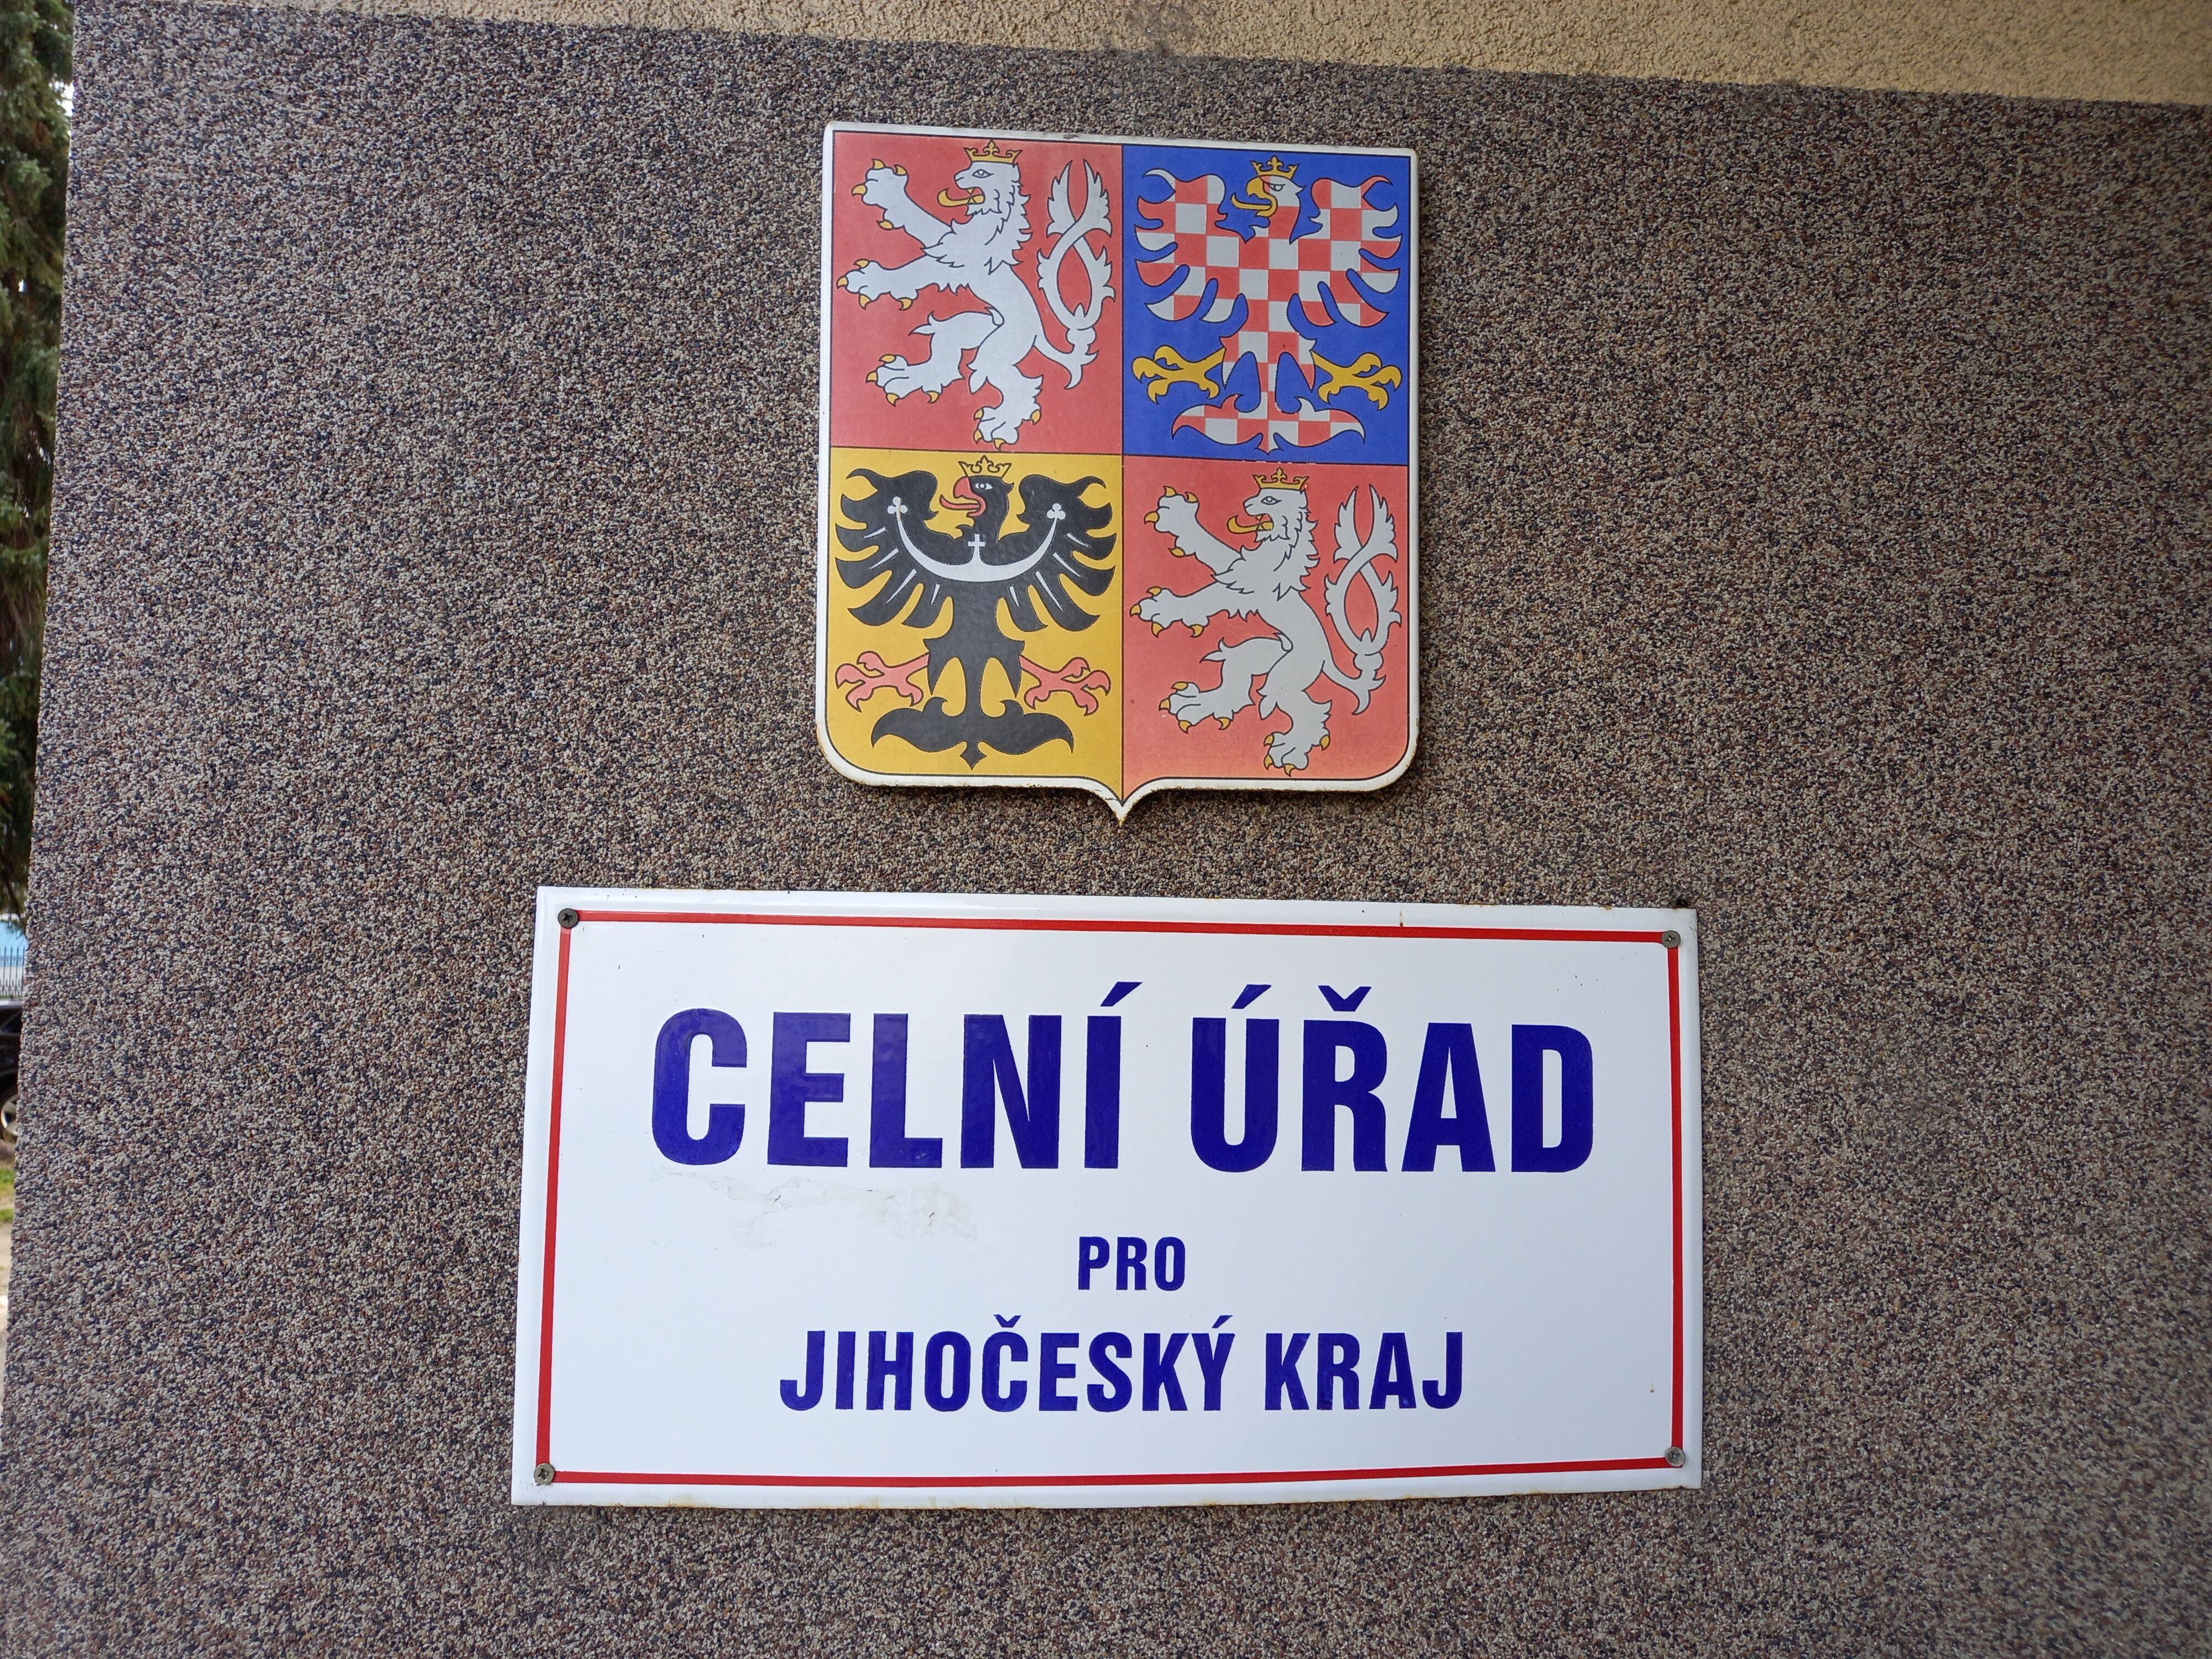 CELNÍ ÚŘAD
PRO
JIHOČESKÝ KRAJ